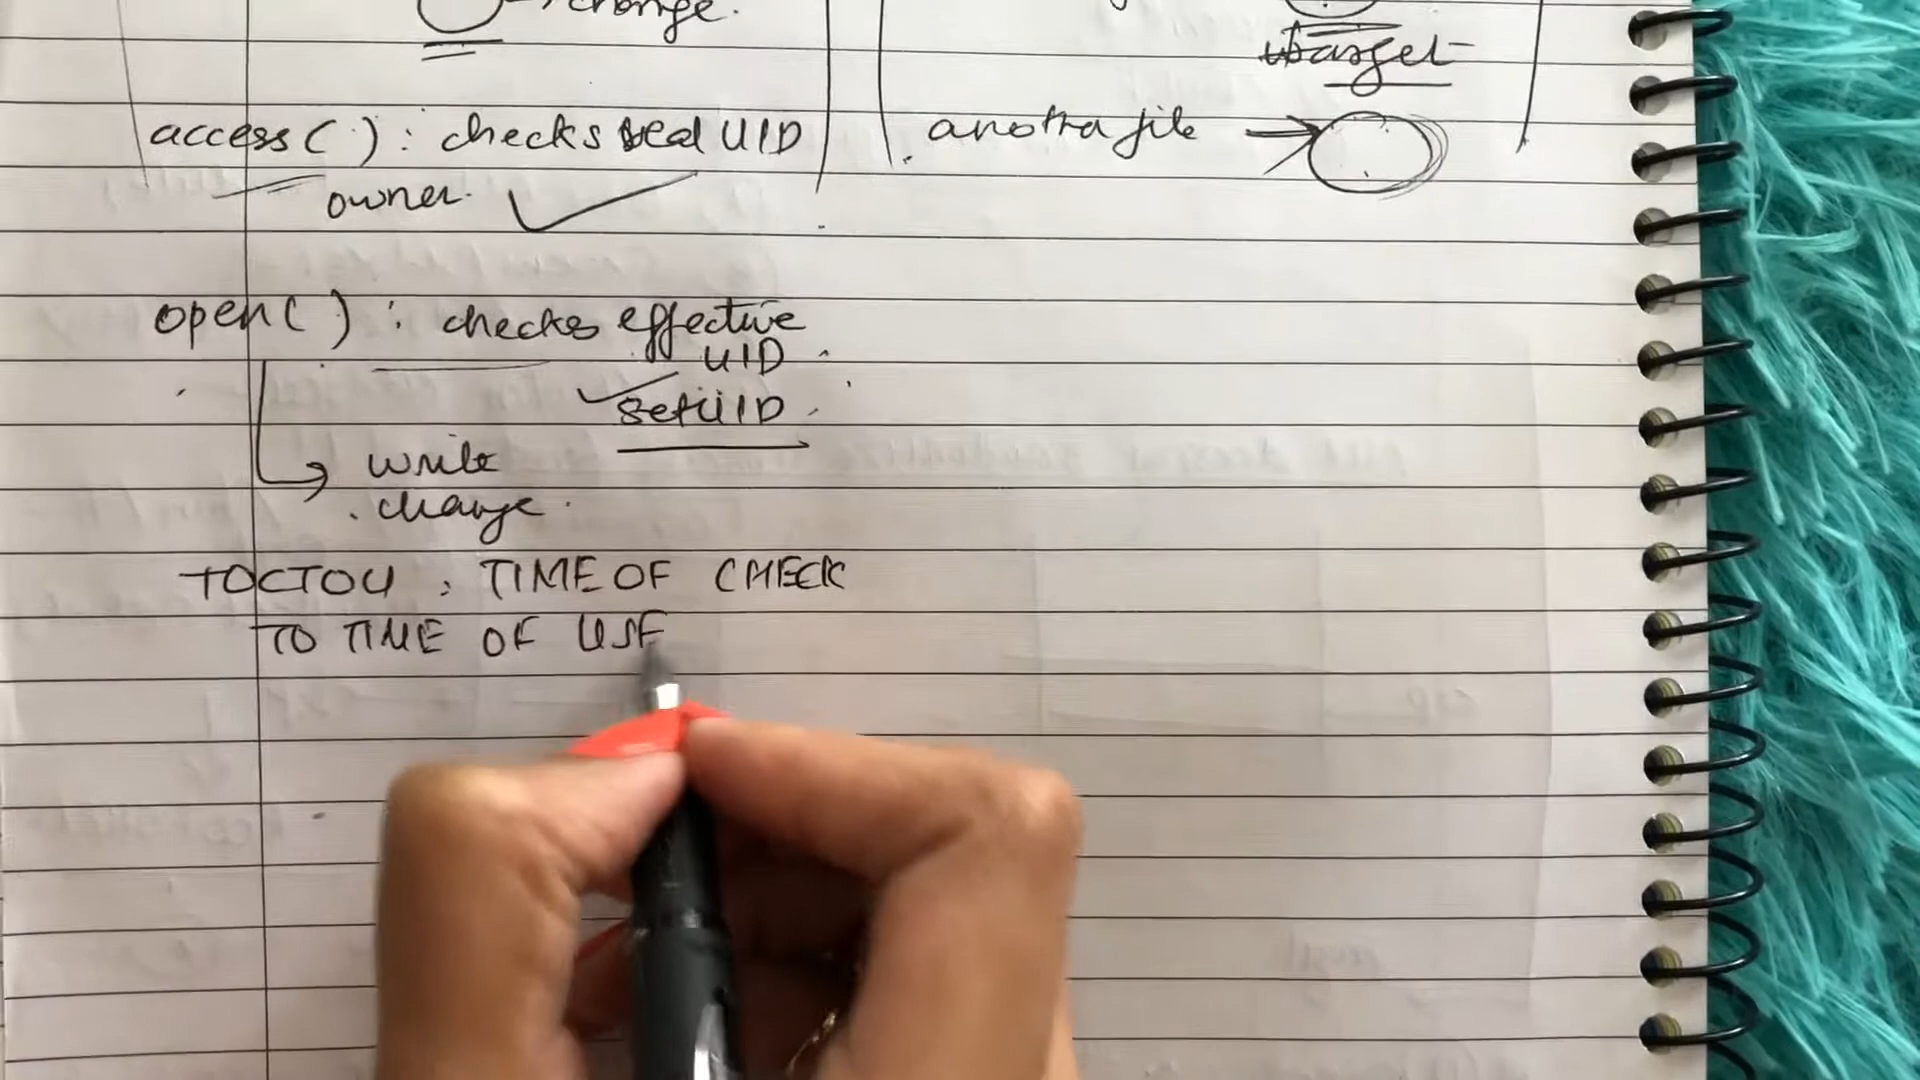 change.
target
access( ) : checks real UID
owner.
another file
open( ) : checks effective
UID
setUID
write
change.
TOCTOU : TIME OF CHECK
TO TIME OF USE